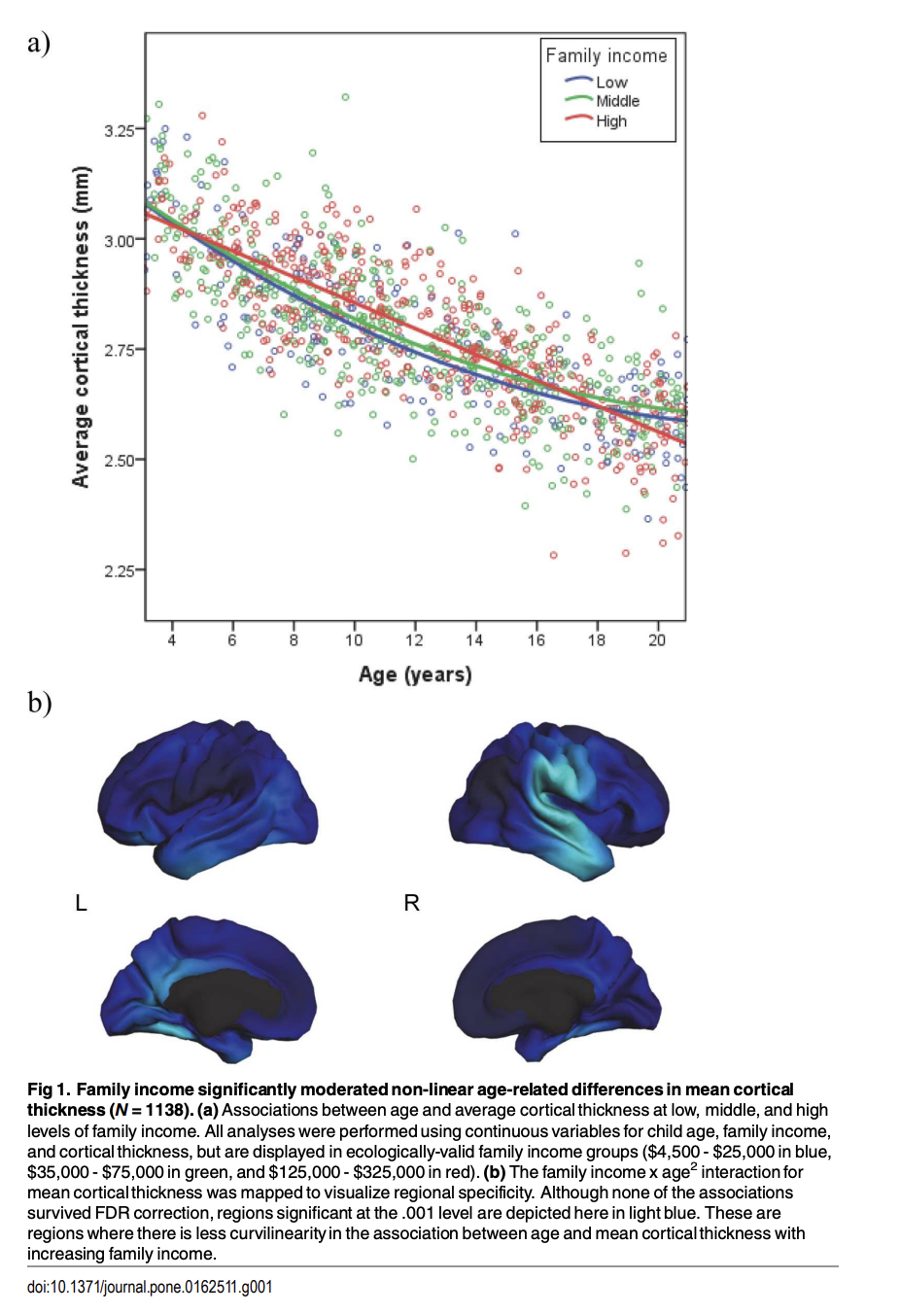 a)
Family income
Low
Middle
High
3.25
3.00
2.75
2.50
2.25
Average cortical thickness (mm)
4 6 8 10 12 14 16 18 20
Age (years)
b)
L R
Fig 1. Family income significantly moderated non-linear age-related differences in mean cortical
thickness (N = 1138). (a) Associations between age and average cortical thickness at low, middle, and high
levels of family income. All analyses were performed using continuous variables for child age, family income,
and cortical thickness, but are displayed in ecologically-valid family income groups ($4,500 - $25,000 in blue,
$35,000 - $75,000 in green, and $125,000 - $325,000 in red). (b) The family income x age² interaction for
mean cortical thickness was mapped to visualize regional specificity. Although none of the associations
survived FDR correction, regions significant at the .001 level are depicted here in light blue. These are
regions where there is less curvilinearity in the association between age and mean cortical thickness with
increasing family income.
doi:10.1371/journal.pone.0162511.g001